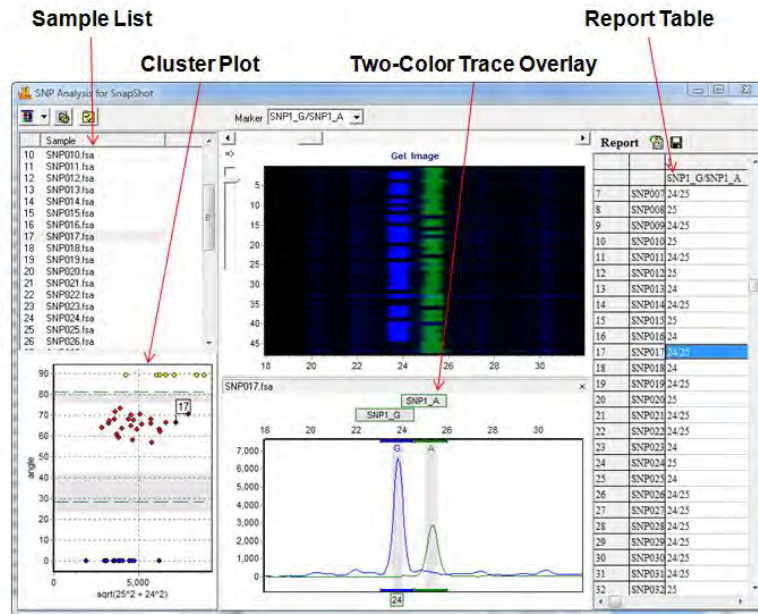 Sample List
Report Table
Cluster Plot
Two-Color Trace Overlay
SNP Analysis for SnapShot
Marker SNP1_G/SNP1_A
Sample
10 SNP010.fsa
11 SNP011.fsa
12 SNP012.fsa
13 SNP013.fsa
14 SNP014.fsa
15 SNP015.fsa
16 SNP016.fsa
17 SNP017.fsa
18 SNP018.fsa
19 SNP019.fsa
20 SNP020.fsa
21 SNP021.fsa
22 SNP022.fsa
23 SNP023.fsa
24 SNP024.fsa
25 SNP025.fsa
26 SNP026.fsa
Gel Image
5
10
15
20
25
30
35
40
45
18 20 22 24 26 28 30
Report
SNP1_G/SNP1_A
7 SNP007 24/25
8 SNP008 25
9 SNP009 24/25
10 SNP010 25
11 SNP011 24/25
12 SNP012 25
13 SNP013 24
14 SNP014 24/25
15 SNP015 25
16 SNP016 24
17 SNP017 24/25
18 SNP018 24
19 SNP019 24/25
20 SNP020 25
21 SNP021 24/25
22 SNP022 24/25
23 SNP023 24
24 SNP024 25
25 SNP025 24
26 SNP026 24/25
27 SNP027 24/25
28 SNP028 24/25
29 SNP029 24/25
30 SNP030 24/25
31 SNP031 24/25
32 SNP032 25
90
80
70
60
50
40
30
20
10
0
angle
17
0 5,000
sqrt(25^2 + 24^2)
SNP017.fsa
SNP1_A
SNP1_G
18 20 22 24 26 28 30
G A
7,000
6,000
5,000
4,000
3,000
2,000
1,000
0
18 20 22 24 26 28 30
24